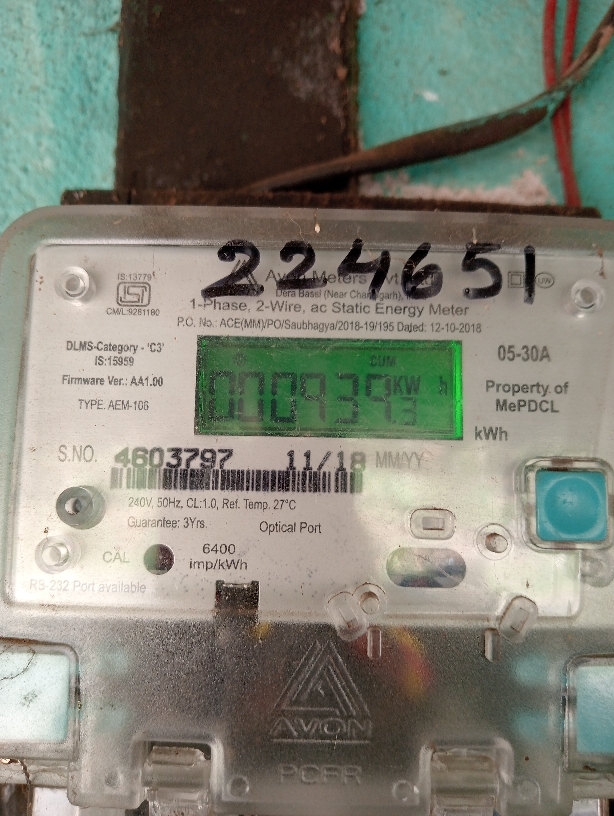 224651
IS:13779
ISI
CM/L:9281180
Dera Bassi (Near Chandigarh),
1-Phase, 2-Wire, ac Static Energy Meter
P.O. No.: ACE(MM)/PO/Saubhagya/2018-19/195 Dated: 12-10-2018
DLMS-Category - 'C3'
IS:15959
Firmware Ver.: AA1.00
TYPE. AEM-106
CUM
000939 3 KW h
kWh
05-30A
Property of
MePDCL
S.NO. 4603797 11/18 MM/YY
240V, 50Hz, CL:1.0, Ref. Temp. 27°C
Guarantee: 3Yrs. Optical Port
CAL 6400
imp/kWh
RS-232 Port available
AVON